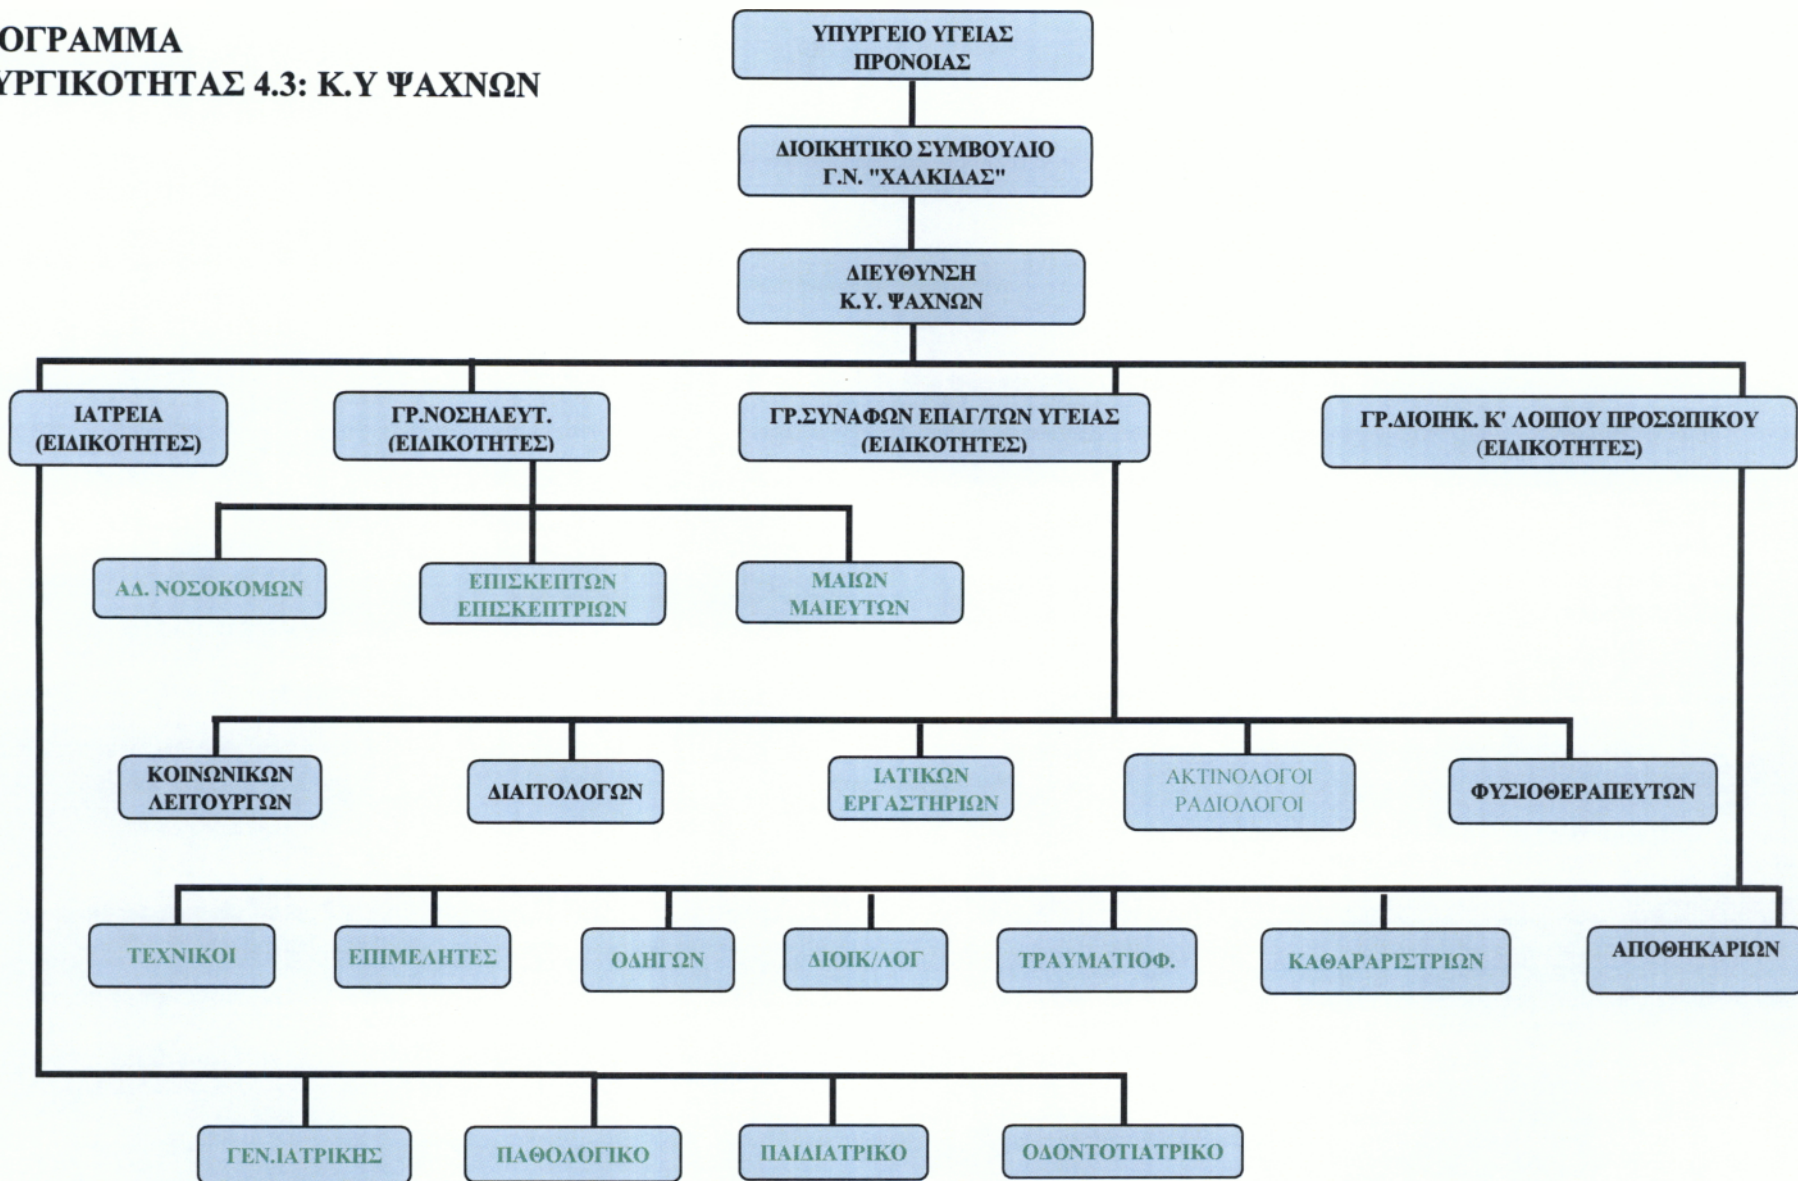 ΟΓΡΑΜΜΑ
ΥΡΓΙΚΟΤΗΤΑΣ 4.3: Κ.Υ ΨΑΧΝΩΝ
ΥΠΥΡΓΕΙΟ ΥΓΕΙΑΣ
ΠΡΟΝΟΙΑΣ
ΔΙΟΙΚΗΤΙΚΟ ΣΥΜΒΟΥΛΙΟ
Γ.Ν. "ΧΑΛΚΙΔΑΣ"
ΔΙΕΥΘΥΝΣΗ
Κ.Υ. ΨΑΧΝΩΝ
ΙΑΤΡΕΙΑ
(ΕΙΔΙΚΟΤΗΤΕΣ)
ΓΡ.ΝΟΣΗΛΕΥΤ.
(ΕΙΔΙΚΟΤΗΤΕΣ)
ΓΡ.ΣΥΝΑΦΩΝ ΕΠΑΓ/ΤΩΝ ΥΓΕΙΑΣ
(ΕΙΔΙΚΟΤΗΤΕΣ)
ΓΡ.ΔΙΟΙΗΚ. Κ' ΛΟΙΠΟΥ ΠΡΟΣΩΠΙΚΟΥ
(ΕΙΔΙΚΟΤΗΤΕΣ)
ΑΔ. ΝΟΣΟΚΟΜΩΝ
ΕΠΙΣΚΕΠΤΩΝ
ΕΠΙΣΚΕΠΤΡΙΩΝ
ΜΑΙΩΝ
ΜΑΙΕΥΤΩΝ
ΚΟΙΝΩΝΙΚΩΝ
ΛΕΙΤΟΥΡΓΩΝ
ΔΙΑΙΤΟΛΟΓΩΝ
ΙΑΤΙΚΩΝ
ΕΡΓΑΣΤΗΡΙΩΝ
ΑΚΤΙΝΟΛΟΓΟΙ
ΡΑΔΙΟΛΟΓΟΙ
ΦΥΣΙΟΘΕΡΑΠΕΥΤΩΝ
ΤΕΧΝΙΚΟΙ
ΕΠΙΜΕΛΗΤΕΣ
ΟΔΗΓΩΝ
ΔΙΟΙΚ/ΛΟΓ
ΤΡΑΥΜΑΤΙΟΦ.
ΚΑΘΑΡΑΡΙΣΤΡΙΩΝ
ΑΠΟΘΗΚΑΡΙΩΝ
ΓΕΝ.ΙΑΤΡΙΚΗΣ
ΠΑΘΟΛΟΓΙΚΟ
ΠΑΙΔΙΑΤΡΙΚΟ
ΟΔΟΝΤΟΤΙΑΤΡΙΚΟ